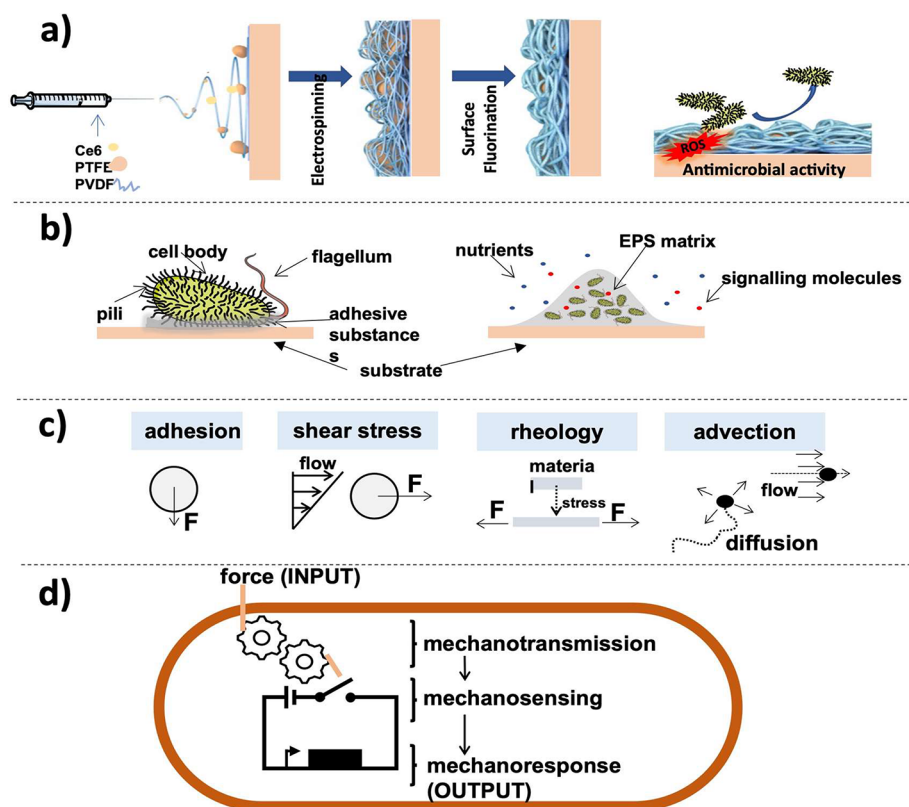 a)
Ce6
PTFE
PVDF
Electrospinning
Surface
Fluorination
ROS
Antimicrobial activity
b)
cell body
flagellum
pili
adhesive
substance
s
substrate
nutrients
EPS matrix
signalling molecules
c)
adhesion
F
shear stress
flow
F
rheology
materia
l
stress
F
F
advection
flow
diffusion
d)
force (INPUT)
mechanotransmission
mechanosensing
mechanoresponse
(OUTPUT)